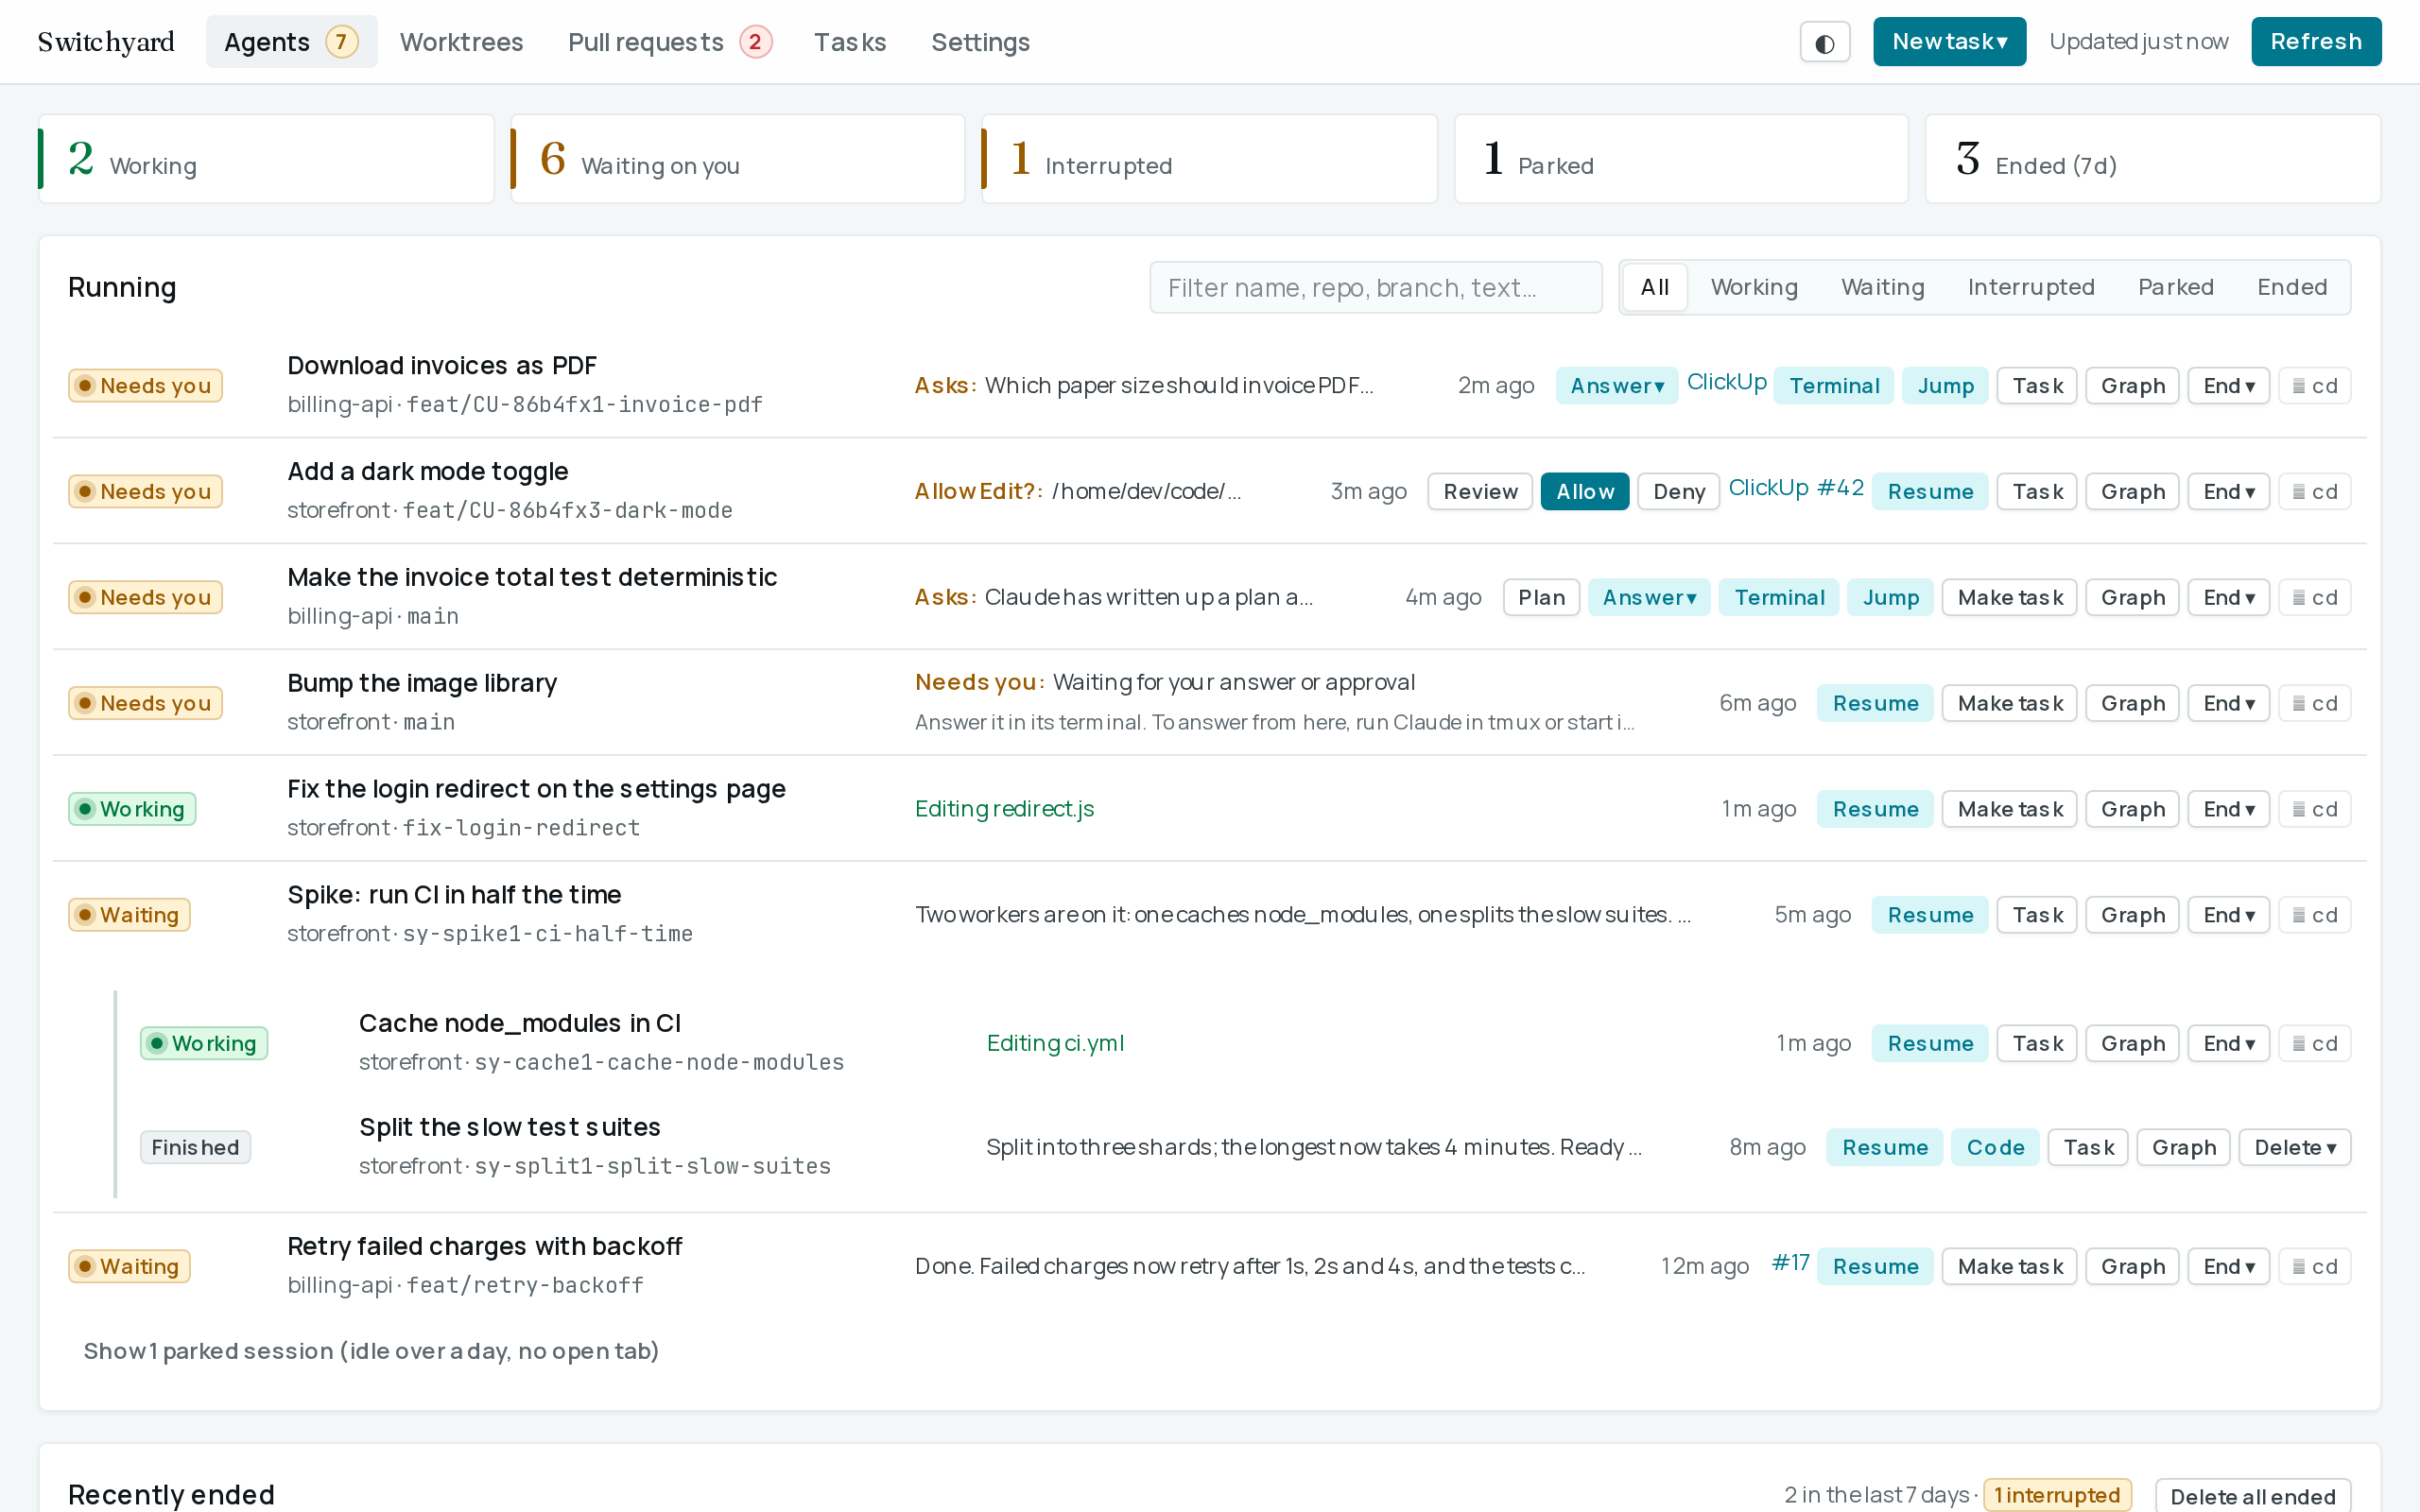 Switchyard Agents 7 Worktrees Pull requests 2 Tasks Settings New task ▾ Updated just now Refresh
2 Working 6 Waiting on you 1 Interrupted 1 Parked 3 Ended (7d)
Running Filter name, repo, branch, text… All Working Waiting Interrupted Parked Ended
Download invoices as PDF
Needs you Asks: Which paper size should invoice PDF… 2m ago Answer ▾ ClickUp Terminal Jump Task Graph End ▾ cd
billing-api · feat/CU-86b4fx1-invoice-pdf
Add a dark mode toggle
Needs you Allow Edit?: /home/dev/code/… 3m ago Review Allow Deny ClickUp #42 Resume Task Graph End ▾ cd
storefront · feat/CU-86b4fx3-dark-mode
Make the invoice total test deterministic
Needs you Asks: Claude has written up a plan a… 4m ago Plan Answer ▾ Terminal Jump Make task Graph End ▾ cd
billing-api · main
Bump the image library Needs you: Waiting for your answer or approval
Needs you 6m ago Resume Make task Graph End ▾ cd
storefront · main Answer it in its terminal. To answer from here, run Claude in tmux or start i…
Fix the login redirect on the settings page
Working Editing redirect.js 1m ago Resume Make task Graph End ▾ cd
storefront · fix-login-redirect
Spike: run CI in half the time
Waiting Two workers are on it: one caches node_modules, one splits the slow suites. … 5m ago Resume Task Graph End ▾ cd
storefront · sy-spike1-ci-half-time
Cache node_modules in CI
Working Editing ci.yml 1m ago Resume Task Graph End ▾ cd
storefront · sy-cache1-cache-node-modules
Split the slow test suites
Finished Split into three shards; the longest now takes 4 minutes. Ready … 8m ago Resume Code Task Graph Delete ▾
storefront · sy-split1-split-slow-suites
Retry failed charges with backoff
Waiting Done. Failed charges now retry after 1s, 2s and 4s, and the tests c… 12m ago #17 Resume Make task Graph End ▾ cd
billing-api · feat/retry-backoff
Show 1 parked session (idle over a day, no open tab)
Recently ended 2 in the last 7 days · 1 interrupted Delete all ended